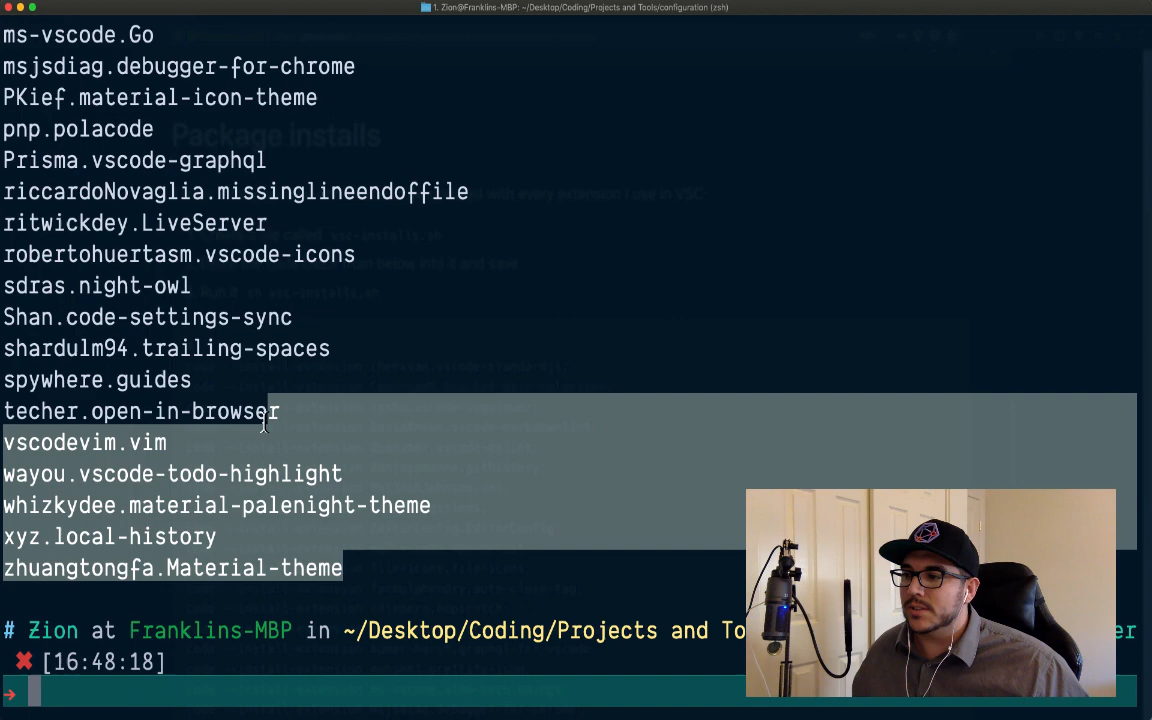 1. Zion@Franklins-MBP: ~/Desktop/Coding/Projects and Tools/configuration (zsh)
ms-vscode.Go
msjsdiag.debugger-for-chrome
PKief.material-icon-theme
pnp.polacode
Package installs
Prisma.vscode-graphql
riccardoNovaglia.missinglineendoffile
ritwickdey.LiveServer
robertohuertasm.vscode-icons
sdras.night-owl
Shan.code-settings-sync
shardulm94.trailing-spaces
spywhere.guides
techer.open-in-browser
vscodevim.vim
wayou.vscode-todo-highlight
whizkydee.material-palenight-theme
xyz.local-history
zhuangtongfa.Material-theme
# Zion at Franklins-MBP in ~/Desktop/Coding/Projects and To er
✖ [16:48:18]
→